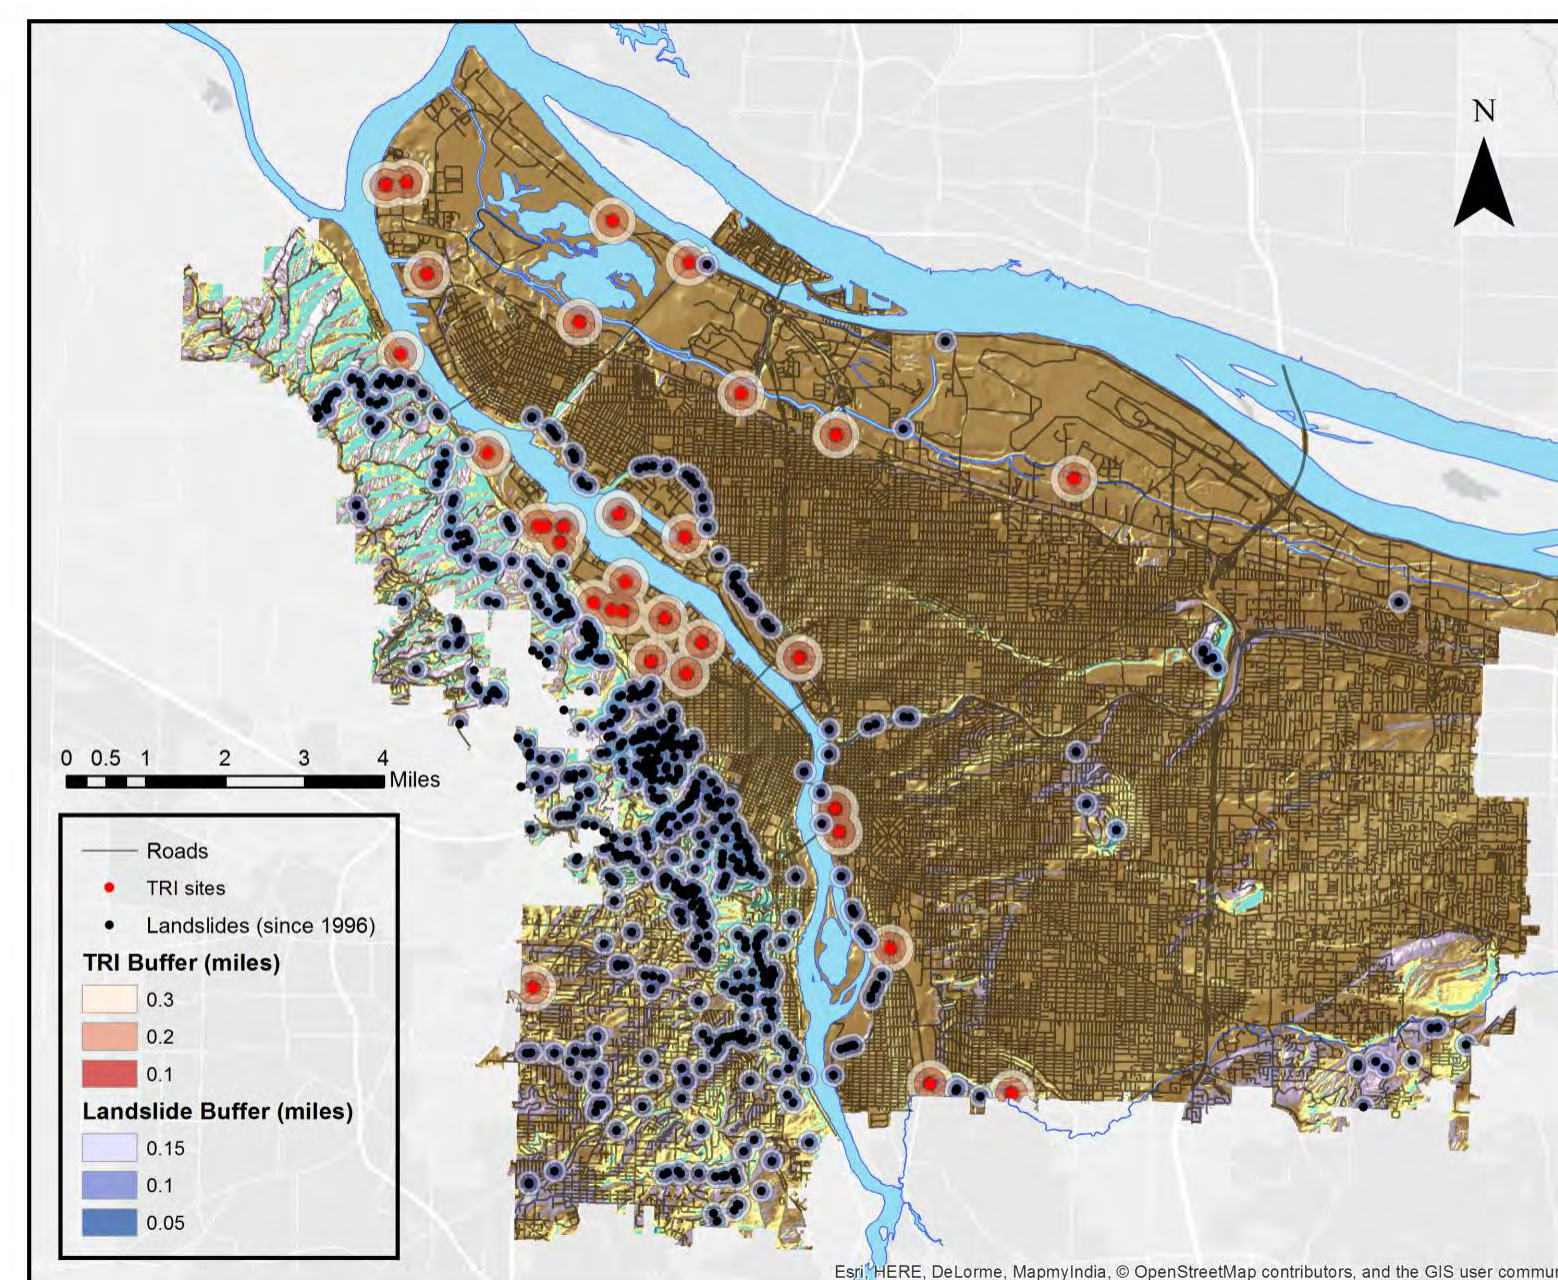 N
0 0.5 1 2 3 4
Miles
Roads
TRI sites
Landslides (since 1996)
TRI Buffer (miles)
0.3
0.2
0.1
Landslide Buffer (miles)
0.15
0.1
0.05
Esri, HERE, DeLorme, MapmyIndia, © OpenStreetMap contributors, and the GIS user commun